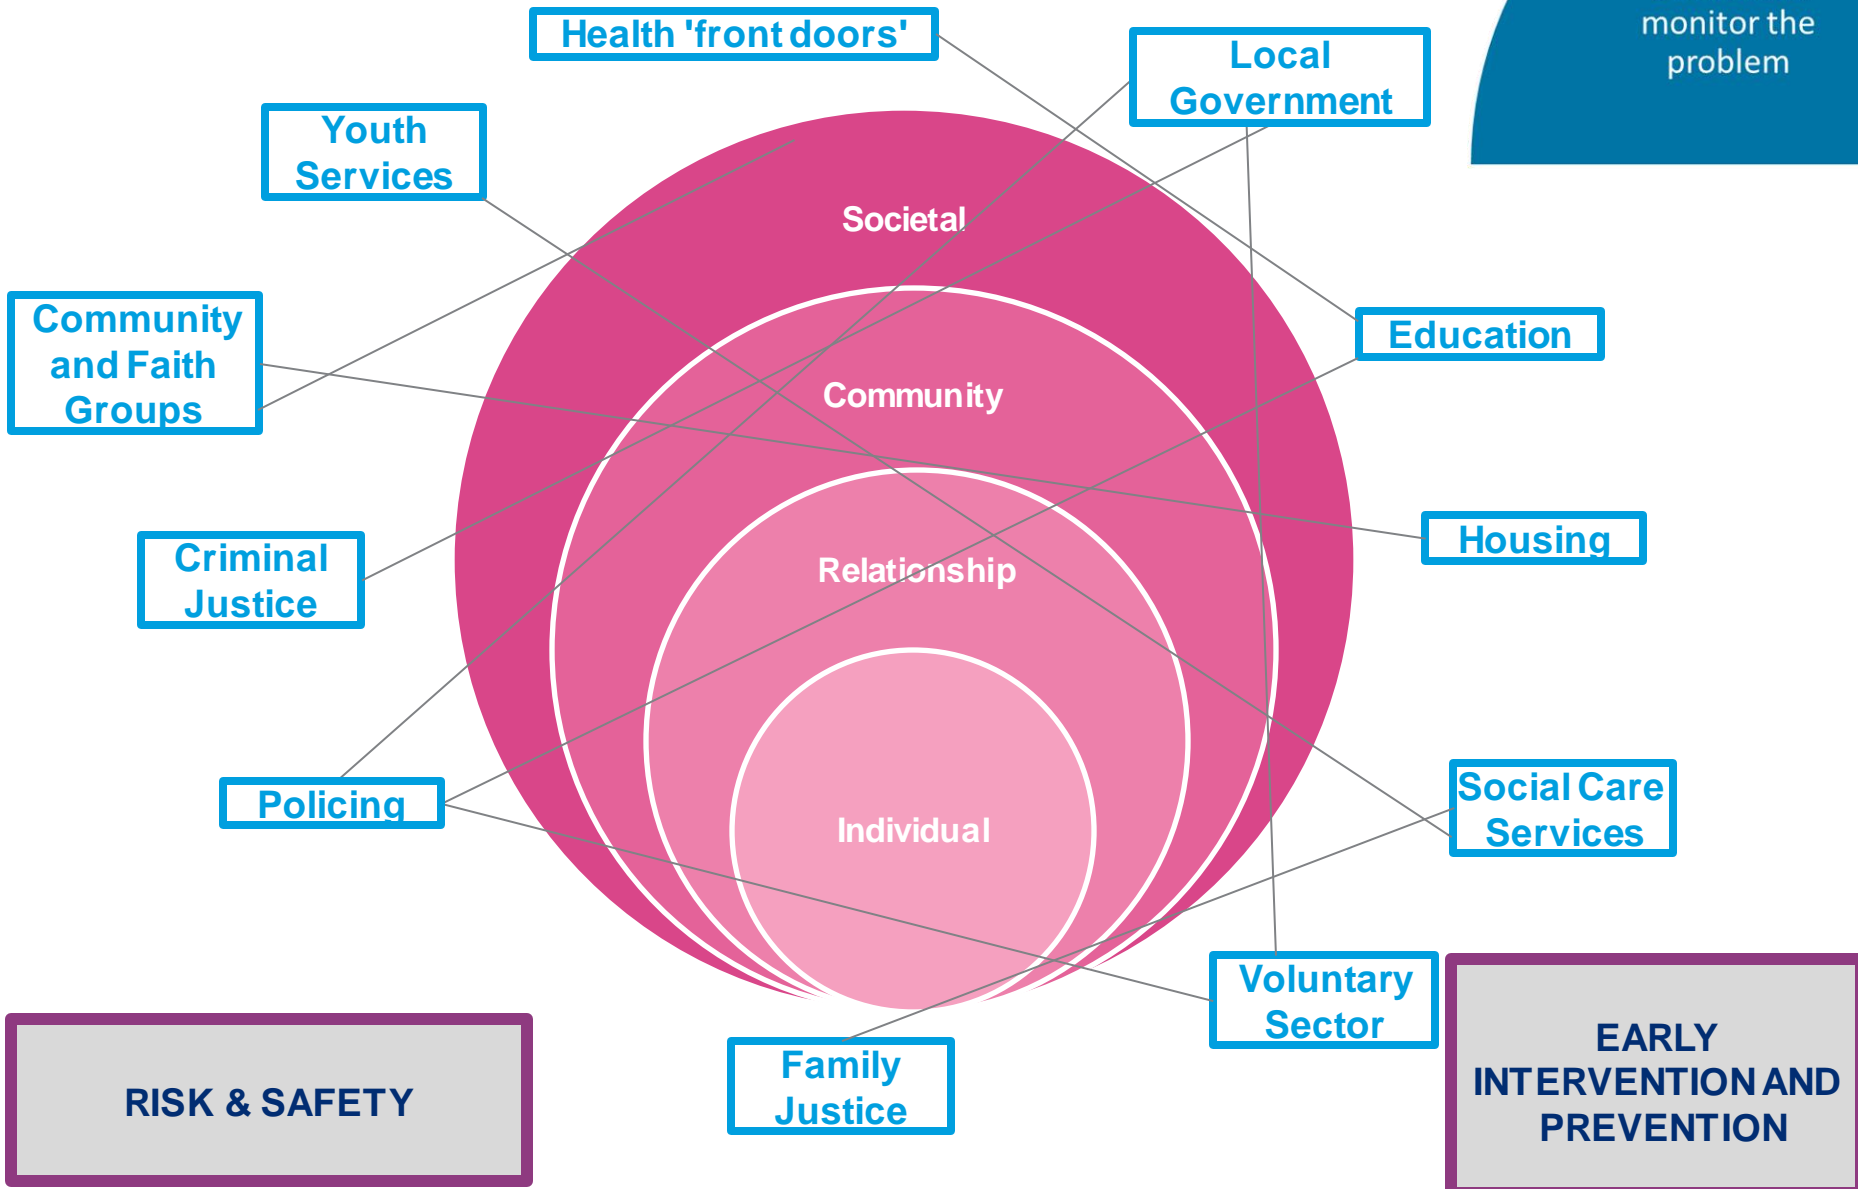 Health 'front doors'
Local
Government
monitor the
problem
Youth
Services
Societal
Community
and Faith
Groups
Education
Community
Criminal
Justice
Housing
Relationship
Policing
Social Care
Services
Individual
Voluntary
Sector
Family
Justice
RISK & SAFETY
EARLY
INTERVENTION AND
PREVENTION